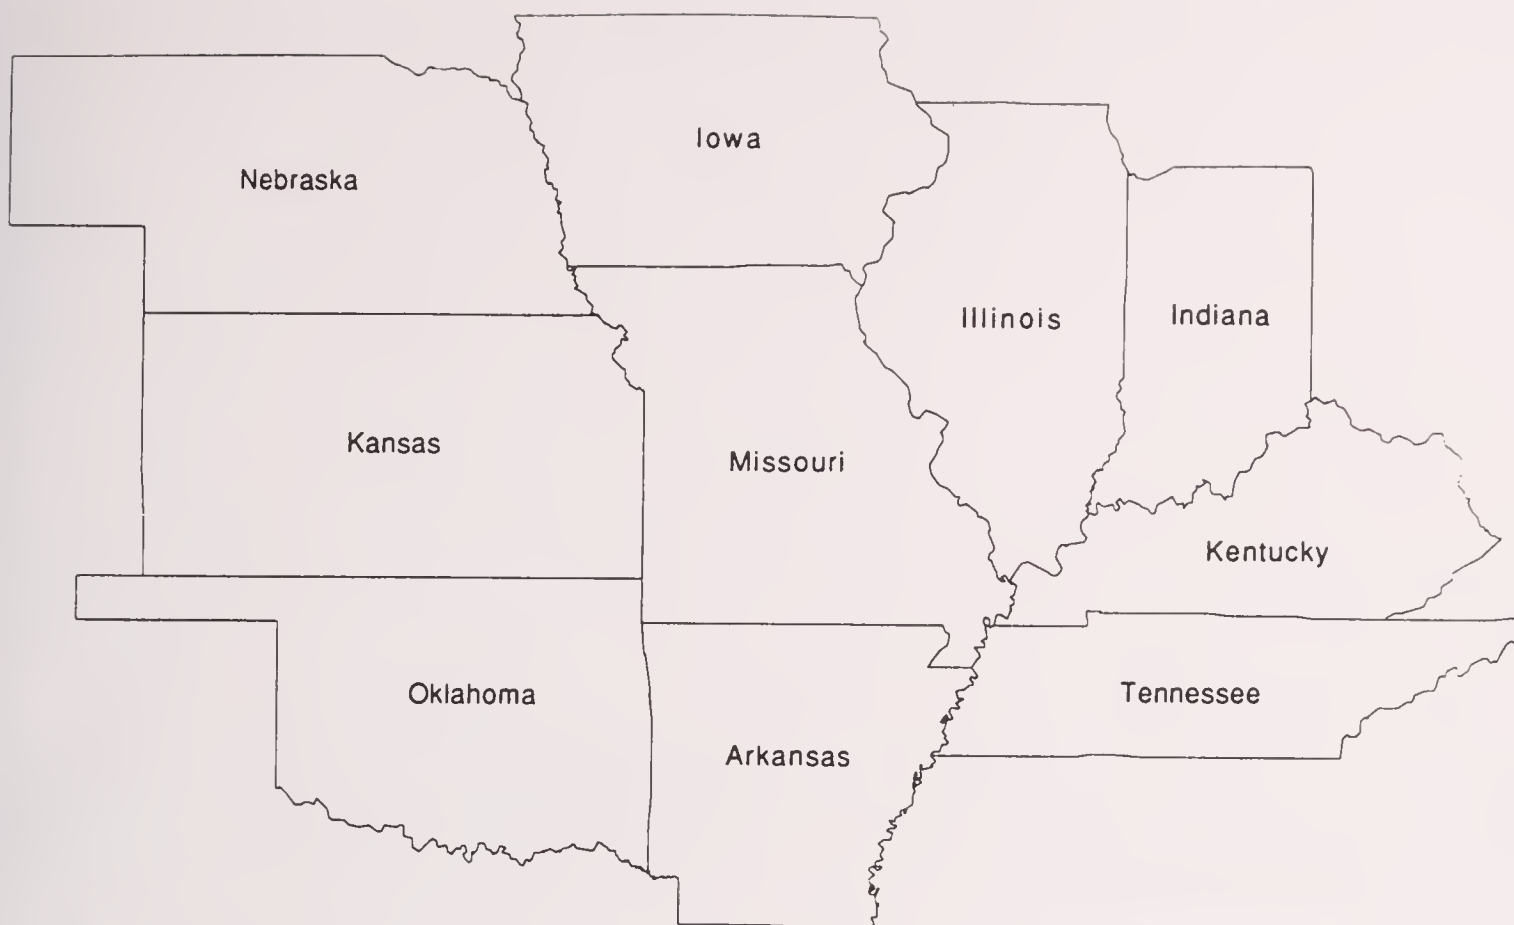 Iowa
Nebraska
Illinois
Indiana
Kansas
Missouri
Kentucky
Oklahoma
Tennessee
Arkansas